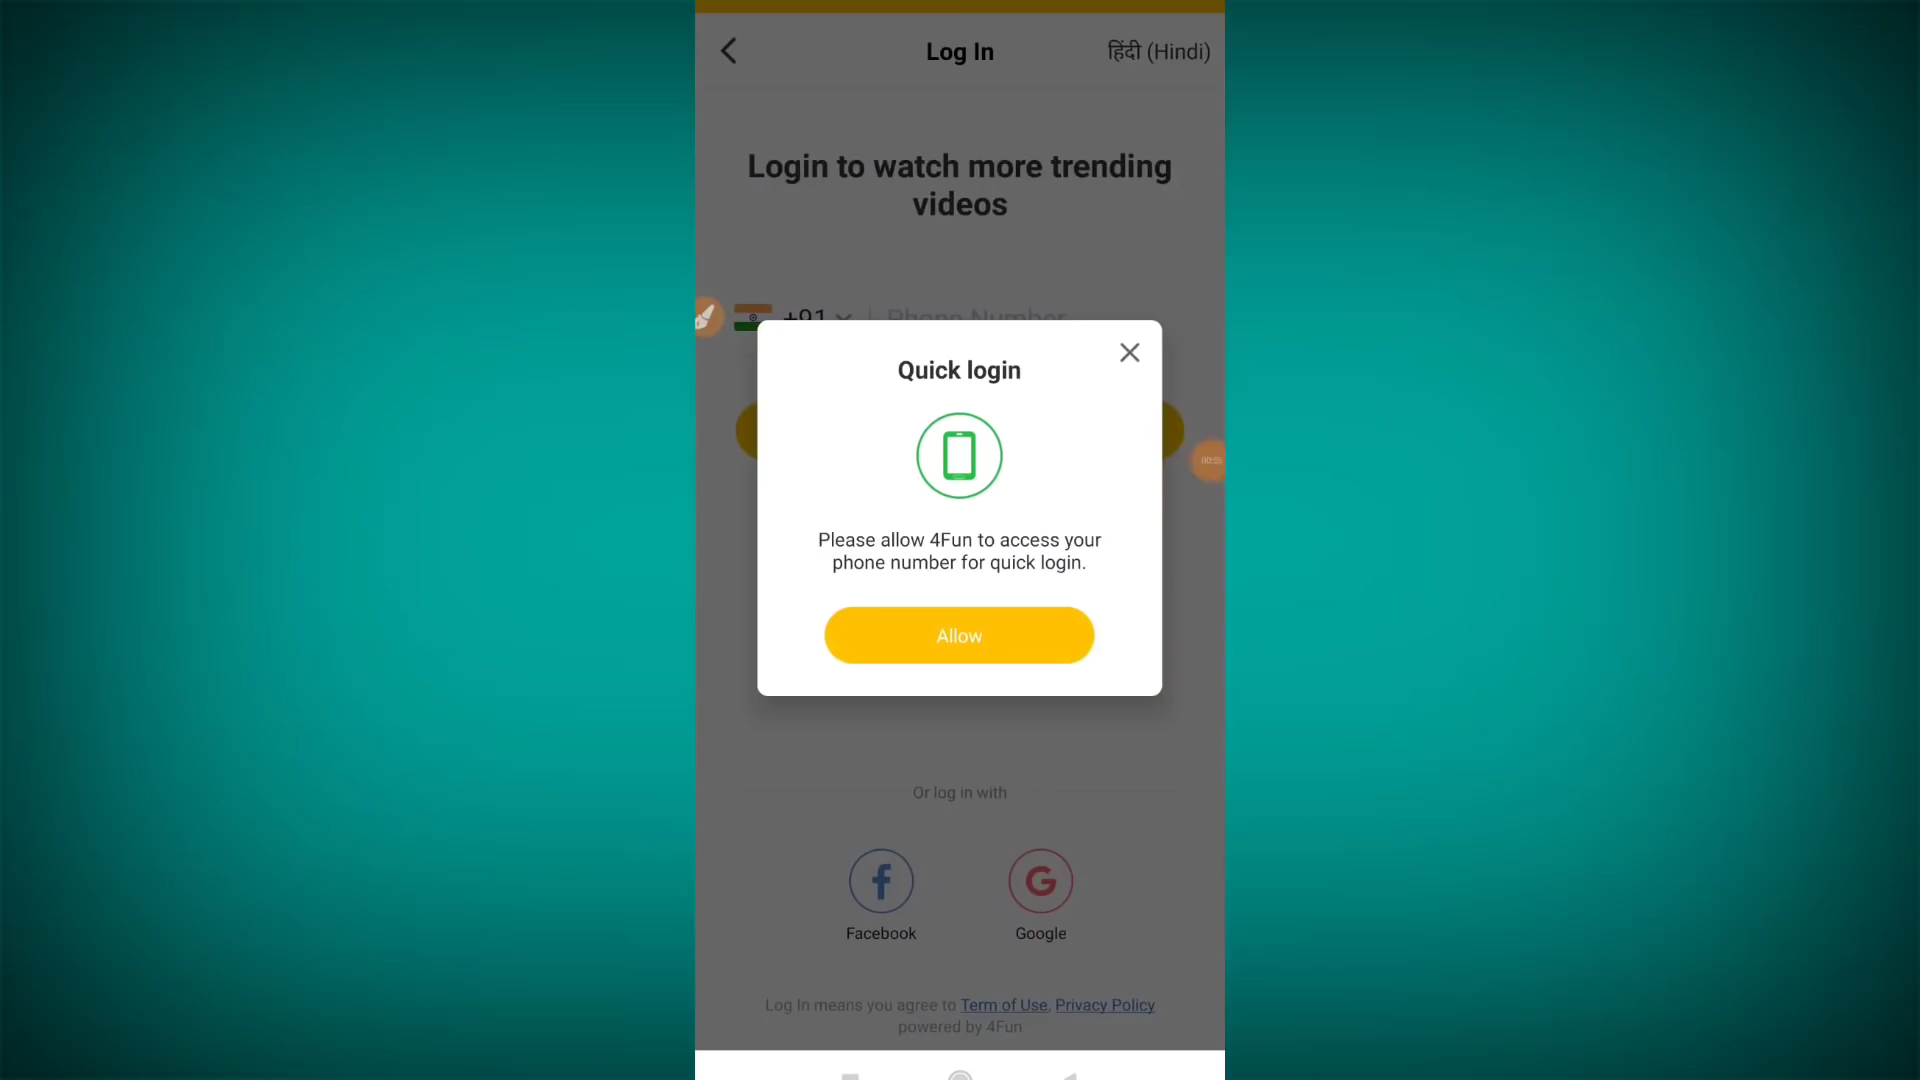 Log In
हिंदी (Hindi)
Login to watch more trending
videos
+91
Phone Number
Quick login
Please allow 4Fun to access your
phone number for quick login.
Allow
Or log in with
Facebook
Google
Log In means you agree to Term of Use, Privacy Policy
powered by 4Fun